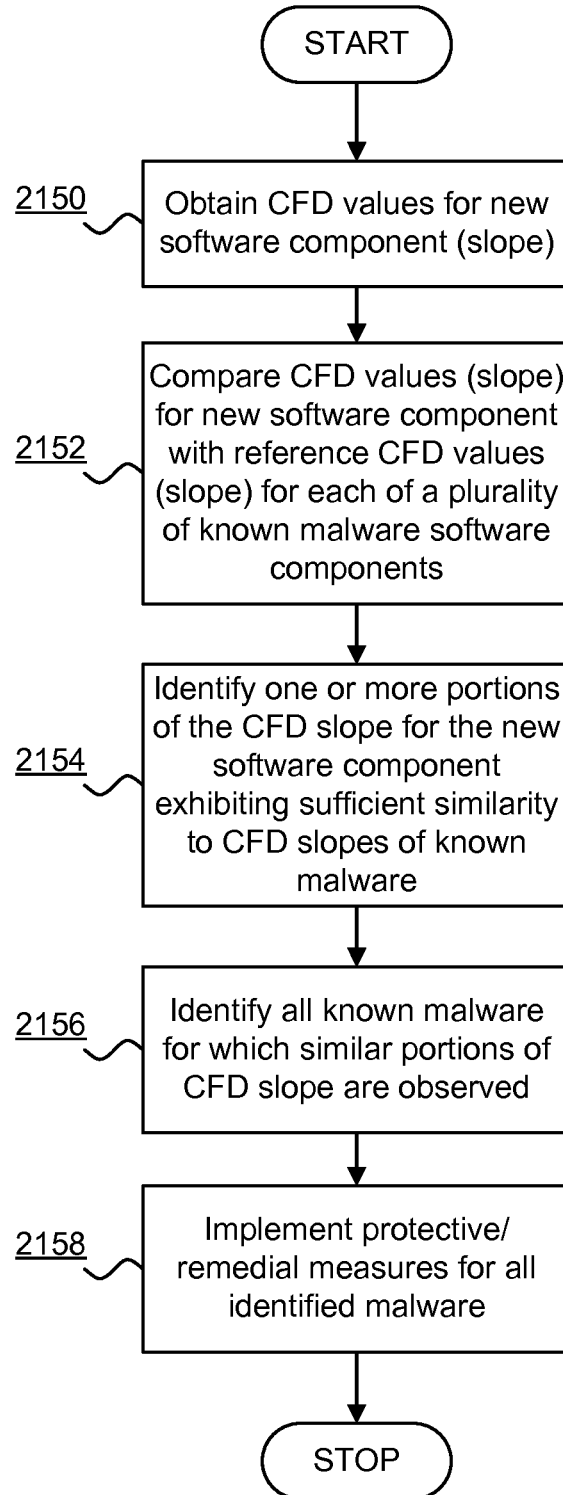 START
2150
Obtain CFD values for new
software component (slope)
2152
Compare CFD values (slope)
for new software component
with reference CFD values
(slope) for each of a plurality
of known malware software
components
2154
Identify one or more portions
of the CFD slope for the new
software component
exhibiting sufficient similarity
to CFD slopes of known
malware
2156
Identify all known malware
for which similar portions of
CFD slope are observed
2158
Implement protective/
remedial measures for all
identified malware
STOP